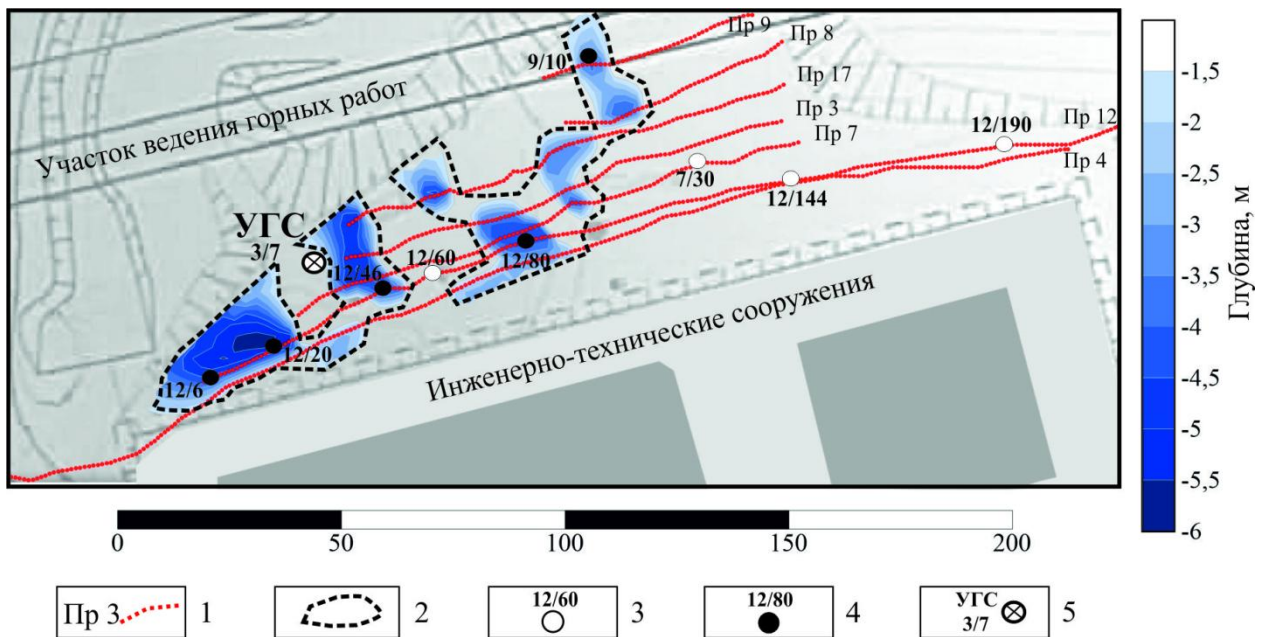 Пр 9
Пр 8
9/10
Пр 17
Участок ведения горных работ
Пр 3
Пр 7
12/190
Пр 12
Пр 4
7/30
12/144
УГС
3/7
12/60
12/46
12/80
12/20
12/6
Инженерно-технические сооружения
-1,5
-2
-2,5
-3
-3,5
-4
-4,5
-5
-5,5
-6
Глубина, м
0 50 100 150 200
Пр 3 1
2
12/60 3
12/80 4
УГС
3/7 5